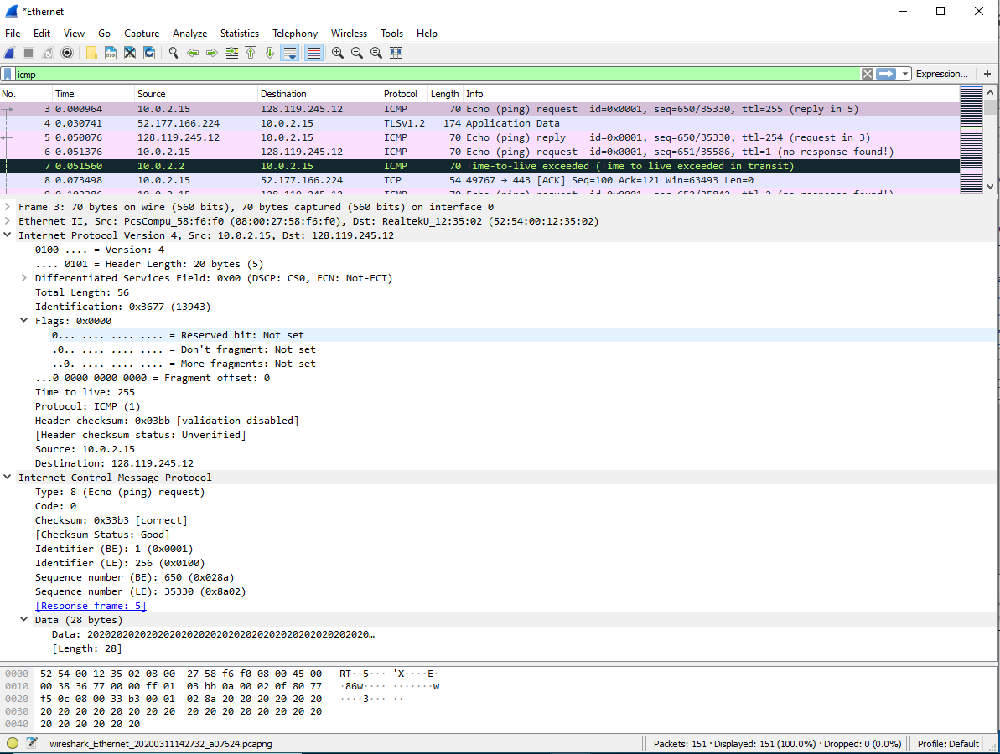 *Ethernet
File Edit View Go Capture Analyze Statistics Telephony Wireless Tools Help
icmp Expression... +
No. Time Source Destination Protocol Length Info
3 0.000964 10.0.2.15 128.119.245.12 ICMP 70 Echo (ping) request id=0x0001, seq=650/35330, ttl=255 (reply in 5)
4 0.030741 52.177.166.224 10.0.2.15 TLSv1.2 174 Application Data
5 0.050076 128.119.245.12 10.0.2.15 ICMP 70 Echo (ping) reply id=0x0001, seq=650/35330, ttl=254 (request in 3)
6 0.051376 10.0.2.15 128.119.245.12 ICMP 70 Echo (ping) request id=0x0001, seq=651/35586, ttl=1 (no response found!)
7 0.051560 10.0.2.2 10.0.2.15 ICMP 70 Time-to-live exceeded (Time to live exceeded in transit)
8 0.073498 10.0.2.15 52.177.166.224 TCP 54 49767 → 443 [ACK] Seq=100 Ack=121 Win=63493 Len=0
Frame 3: 70 bytes on wire (560 bits), 70 bytes captured (560 bits) on interface 0
Ethernet II, Src: PcsCompu_58:f6:f0 (08:00:27:58:f6:f0), Dst: RealtekU_12:35:02 (52:54:00:12:35:02)
Internet Protocol Version 4, Src: 10.0.2.15, Dst: 128.119.245.12
0100 .... = Version: 4
.... 0101 = Header Length: 20 bytes (5)
Differentiated Services Field: 0x00 (DSCP: CS0, ECN: Not-ECT)
Total Length: 56
Identification: 0x3677 (13943)
Flags: 0x0000
0... .... .... .... = Reserved bit: Not set
.0.. .... .... .... = Don't fragment: Not set
..0. .... .... .... = More fragments: Not set
...0 0000 0000 0000 = Fragment offset: 0
Time to live: 255
Protocol: ICMP (1)
Header checksum: 0x03bb [validation disabled]
[Header checksum status: Unverified]
Source: 10.0.2.15
Destination: 128.119.245.12
Internet Control Message Protocol
Type: 8 (Echo (ping) request)
Code: 0
Checksum: 0x33b3 [correct]
[Checksum Status: Good]
Identifier (BE): 1 (0x0001)
Identifier (LE): 256 (0x0100)
Sequence number (BE): 650 (0x028a)
Sequence number (LE): 35330 (0x8a02)
[Response frame: 5]
Data (28 bytes)
Data: 202020202020202020202020202020202020202020202020…
[Length: 28]
0000 52 54 00 12 35 02 08 00 27 58 f6 f0 08 00 45 00 RT··5··· 'X····E·
0010 00 38 36 77 00 00 ff 01 03 bb 0a 00 02 0f 80 77 ·86w···· ·······w
0020 f5 0c 08 00 33 b3 00 01 02 8a 20 20 20 20 20 20 ····3··· ··
0030 20 20 20 20 20 20 20 20 20 20 20 20 20 20 20 20
0040 20 20 20 20 20 20
wireshark_Ethernet_20200311142732_a07624.pcapng Packets: 151 · Displayed: 151 (100.0%) · Dropped: 0 (0.0%) Profile: Default